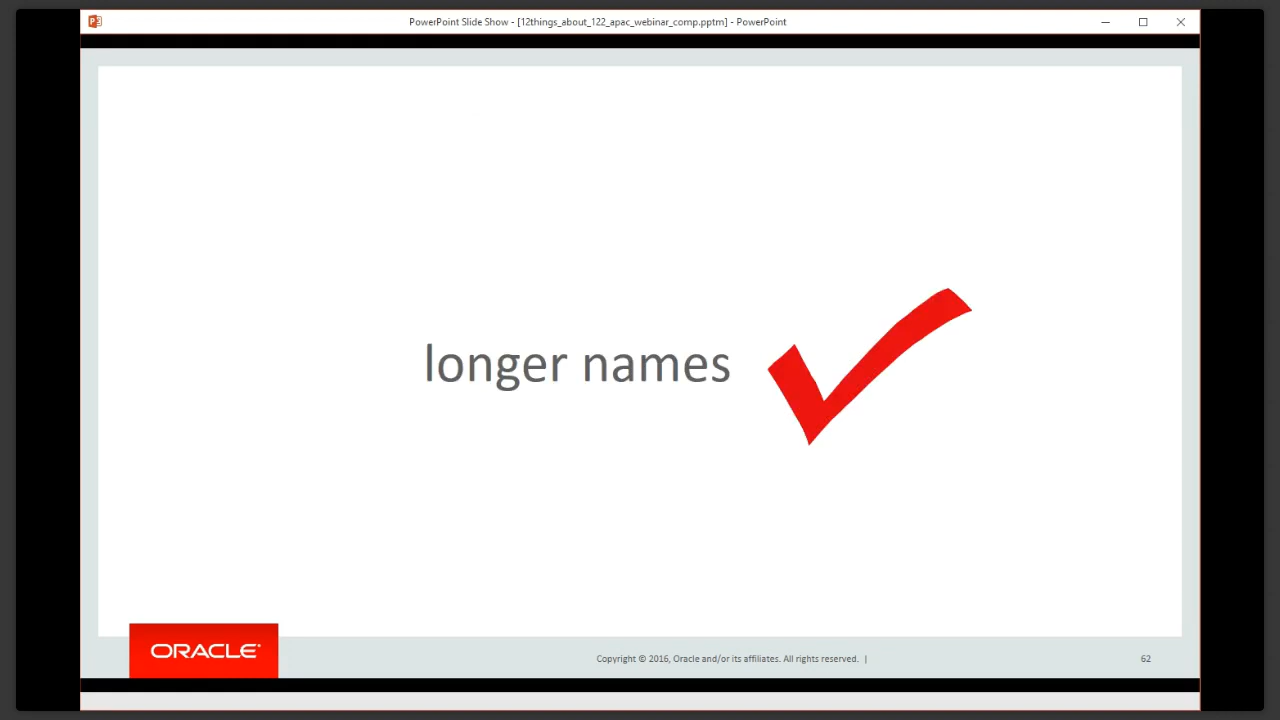 PowerPoint Slide Show - [12things_about_122_apac_webinar_comp.pptm] - PowerPoint
longer names
ORACLE
Copyright © 2016, Oracle and/or its affiliates. All rights reserved. |
62